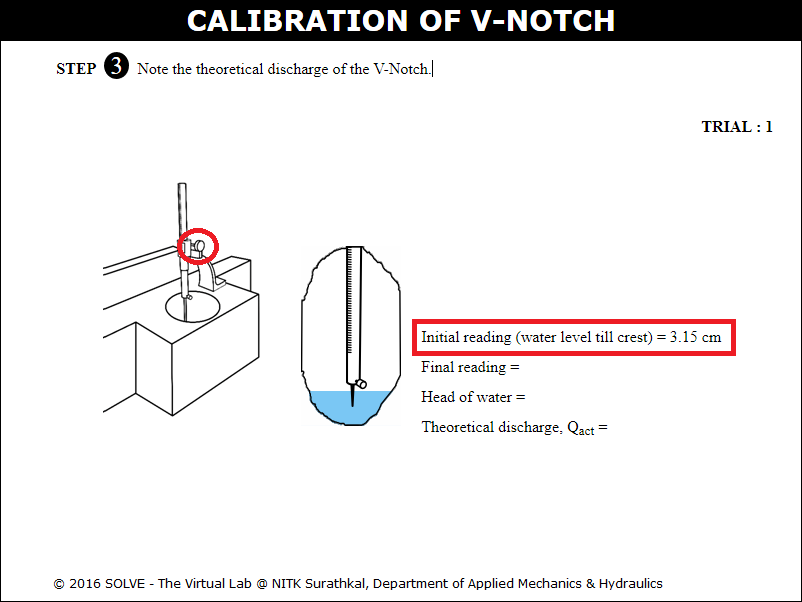 CALIBRATION OF V-NOTCH
STEP 3 Note the theoretical discharge of the V-Notch.
TRIAL : 1
Initial reading (water level till crest) = 3.15 cm
Final reading =
Head of water =
Theoretical discharge, Qact =
© 2016 SOLVE - The Virtual Lab @ NITK Surathkal, Department of Applied Mechanics & Hydraulics